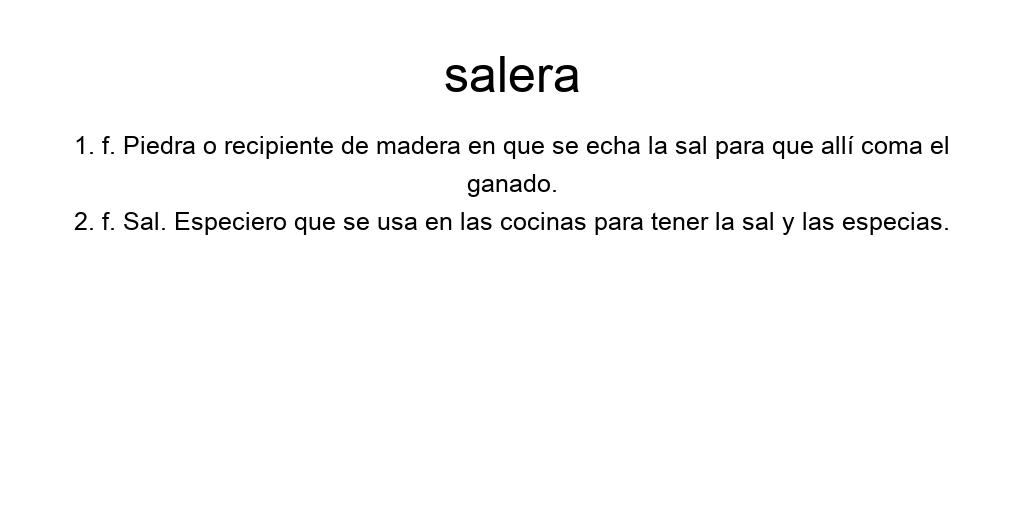 salera
1. f. Piedra o recipiente de madera en que se echa la sal para que allí coma el
ganado.
2. f. Sal. Especiero que se usa en las cocinas para tener la sal y las especias.